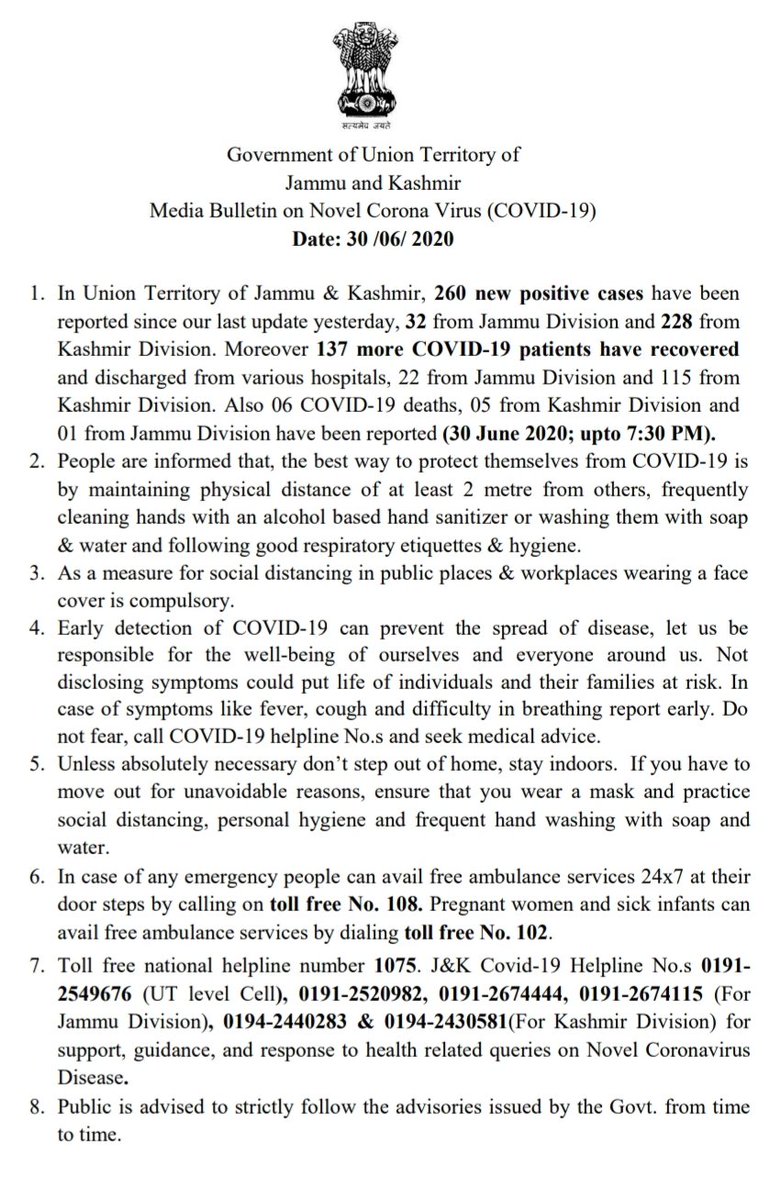 सत्यमेव जयते
Government of Union Territory of
Jammu and Kashmir
Media Bulletin on Novel Corona Virus (COVID-19)
Date: 30 /06/ 2020
1. In Union Territory of Jammu & Kashmir, 260 new positive cases have been
reported since our last update yesterday, 32 from Jammu Division and 228 from
Kashmir Division. Moreover 137 more COVID-19 patients have recovered
and discharged from various hospitals, 22 from Jammu Division and 115 from
Kashmir Division. Also 06 COVID-19 deaths, 05 from Kashmir Division and
01 from Jammu Division have been reported (30 June 2020; upto 7:30 PM).
2. People are informed that, the best way to protect themselves from COVID-19 is
by maintaining physical distance of at least 2 metre from others, frequently
cleaning hands with an alcohol based hand sanitizer or washing them with soap
& water and following good respiratory etiquettes & hygiene.
3. As a measure for social distancing in public places & workplaces wearing a face
cover is compulsory.
4. Early detection of COVID-19 can prevent the spread of disease, let us be
responsible for the well-being of ourselves and everyone around us. Not
disclosing symptoms could put life of individuals and their families at risk. In
case of symptoms like fever, cough and difficulty in breathing report early. Do
not fear, call COVID-19 helpline No.s and seek medical advice.
5. Unless absolutely necessary don't step out of home, stay indoors. If you have to
move out for unavoidable reasons, ensure that you wear a mask and practice
social distancing, personal hygiene and frequent hand washing with soap and
water.
6. In case of any emergency people can avail free ambulance services 24x7 at their
door steps by calling on toll free No. 108. Pregnant women and sick infants can
avail free ambulance services by dialing toll free No. 102.
7. Toll free national helpline number 1075. J&K Covid-19 Helpline No.s 0191-
2549676 (UT level Cell), 0191-2520982, 0191-2674444, 0191-2674115 (For
Jammu Division), 0194-2440283 & 0194-2430581(For Kashmir Division) for
support, guidance, and response to health related queries on Novel Coronavirus
Disease.
8. Public is advised to strictly follow the advisories issued by the Govt. from time
to time.